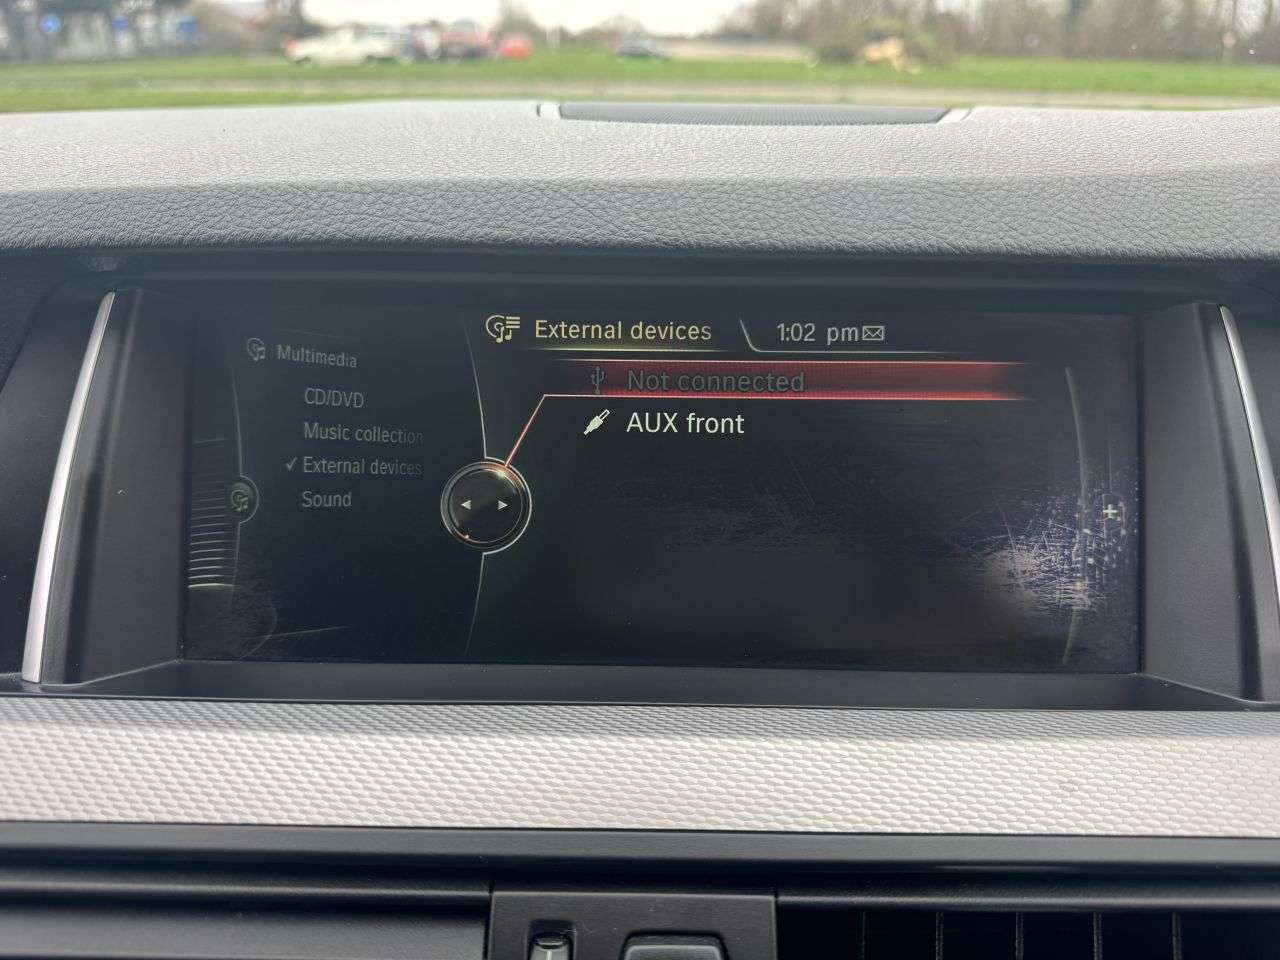 External devices
1:02 pm
Multimedia
CD/DVD
Music collection
External devices
Sound
Not connected
AUX front
+